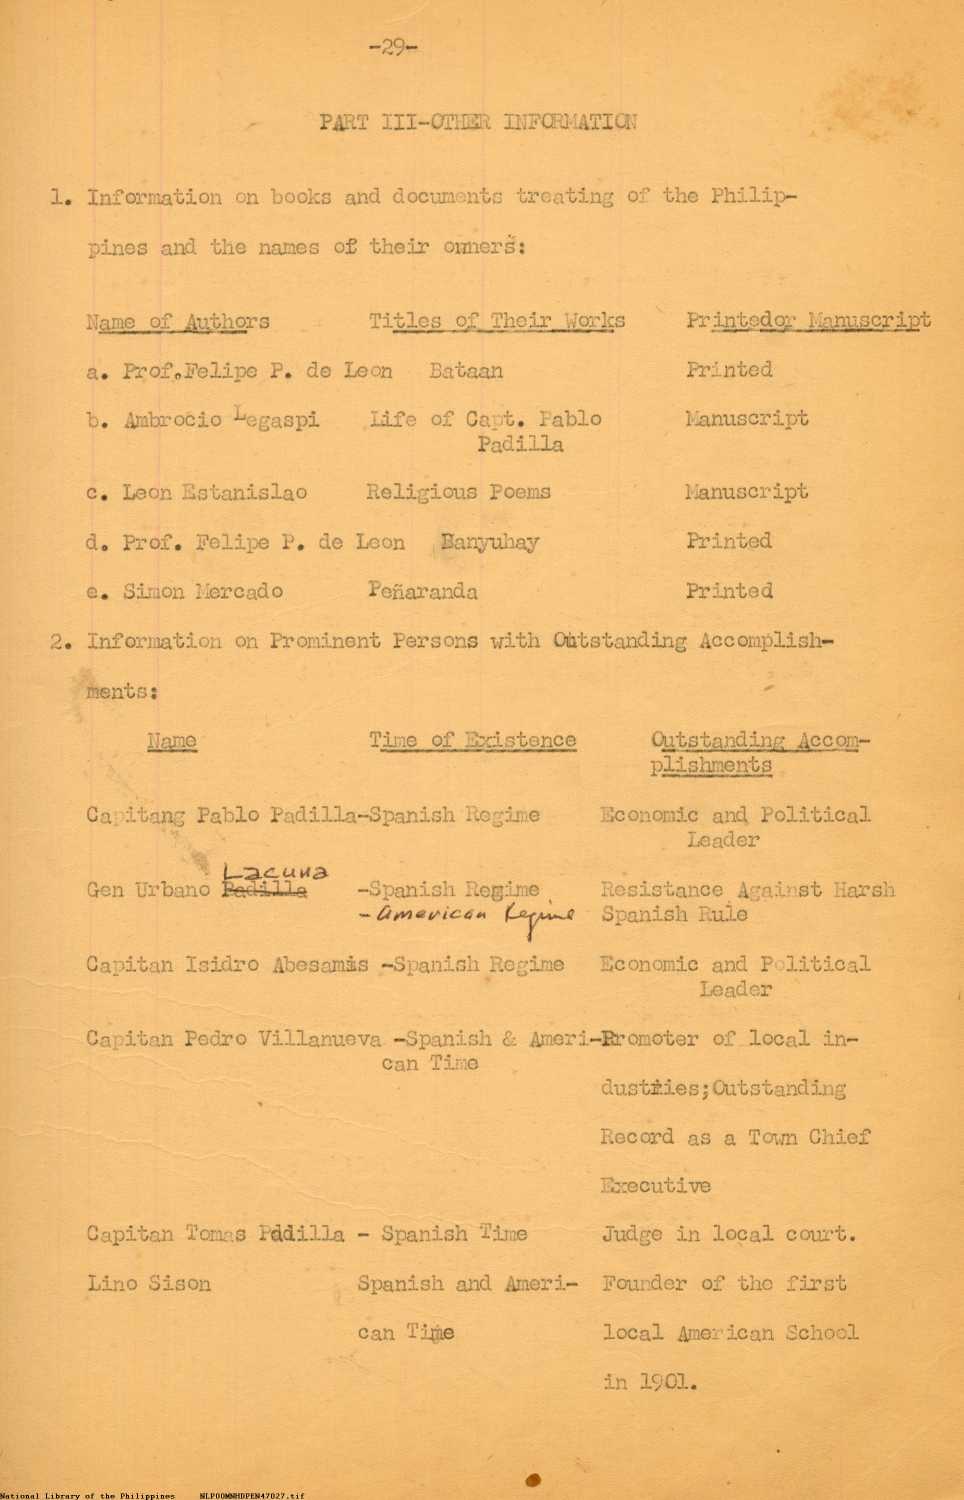 -29-
PART III-OTHER INFORMATION
1. Information on books and documents treating of the Philip-
pines and the names of their owners:
Name of Authors Titles of Their Works Printedor Manuscript
a. Prof.Felipe P. de Leon Bataan Printed
b. Ambrocio Legaspi Life of Capt. Pablo Manuscript
Padilla
c. Leon Estanislao Religious Poems Manuscript
d. Prof. Felipe P. de Leon Banyuhay Printed
e. Simon Mercado Peñaranda Printed
2. Information on Prominent Persons with Outstanding Accomplish-
ments:
Name Time of Existence Outstanding Accom-
plishments
Capitang Pablo Padilla-Spanish Regime Economic and Political
Leader
Lacuna
Gen Urbano Padilla -Spanish Regime Resistance Against Harsh
- American Regime Spanish Rule
Capitan Isidro Abesamis -Spanish Regime Economic and Political
Leader
Capitan Pedro Villanueva -Spanish & Ameri-Promoter of local in-
can Time
dustries;Outstanding
Record as a Town Chief
Executive
Capitan Tomas Padilla - Spanish Time Judge in local court.
Lino Sison Spanish and Ameri- Founder of the first
can Time local American School
in 1901.
National Library of the Philippines NLPOOMNHDPEN47027.tif